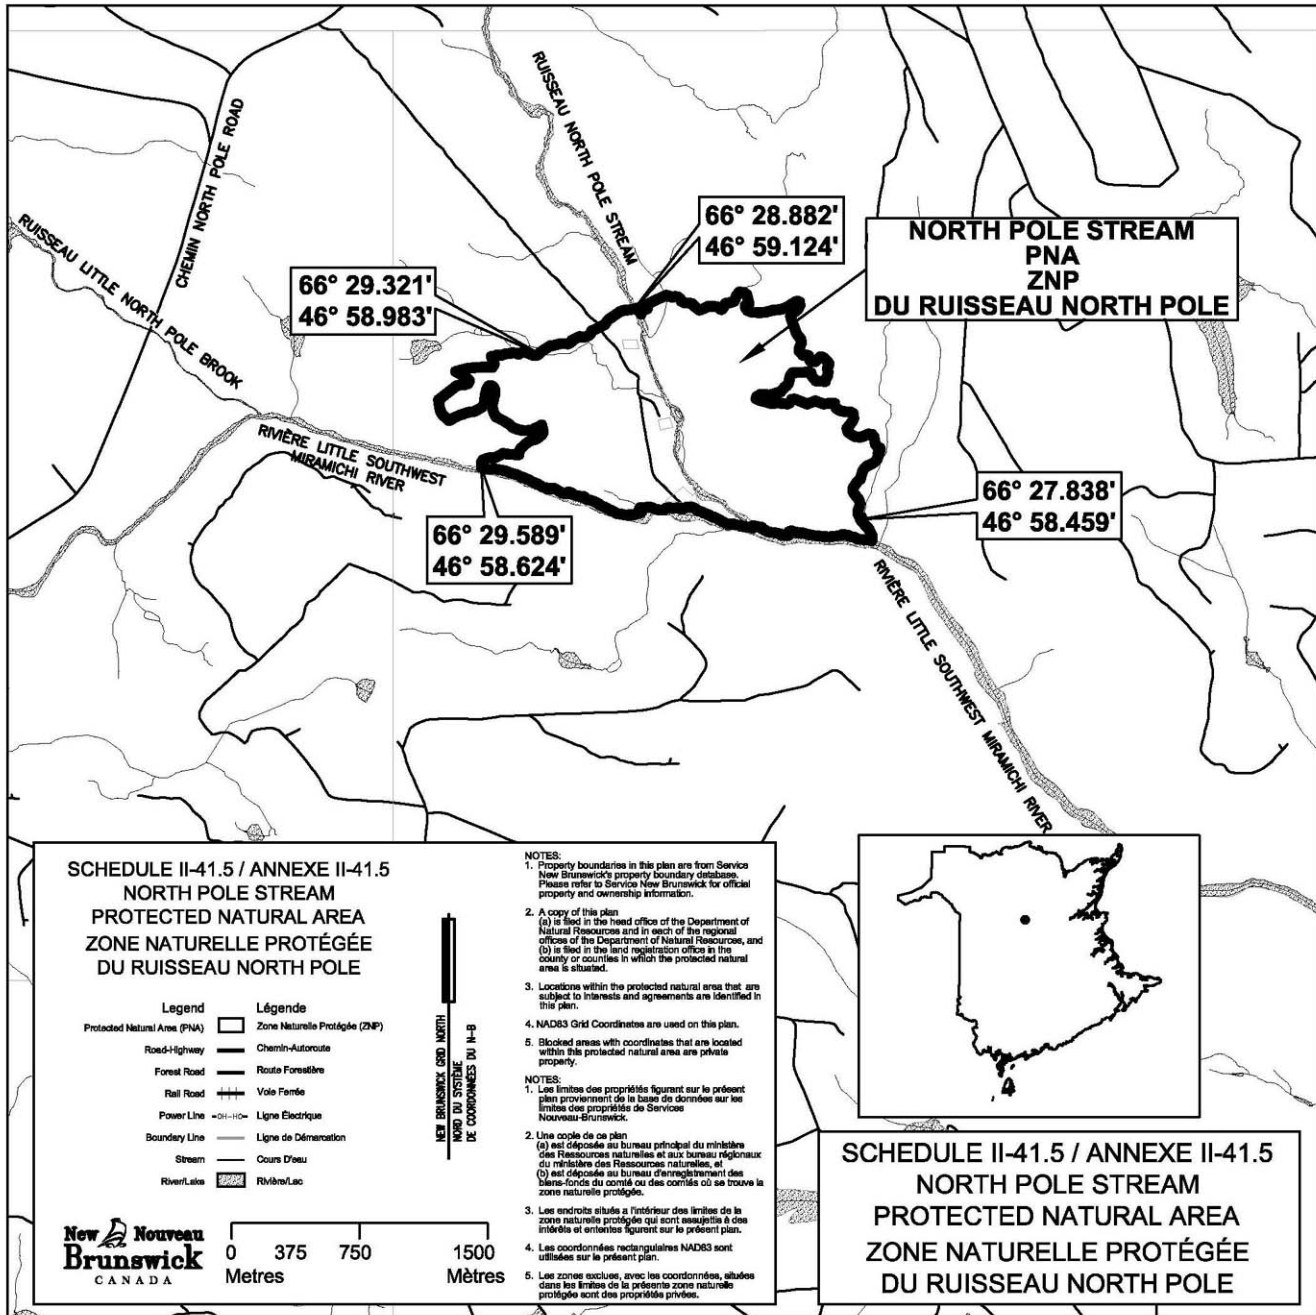 RUISSEAU NORTH POLE STREAM
CHEMIN NORTH POLE ROAD
66° 28.882'
46° 59.124'
NORTH POLE STREAM
PNA
ZNP
DU RUISSEAU NORTH POLE
RUISSEAU LITTLE NORTH POLE BROOK
66° 29.321'
46° 58.983'
RIVIÈRE LITTLE SOUTHWEST
MIRAMICHI RIVER
66° 29.589'
46° 58.624'
66° 27.838'
46° 58.459'
RIVIÈRE LITTLE SOUTHWEST MIRAMICHI RIVER
SCHEDULE II-41.5 / ANNEXE II-41.5
NORTH POLE STREAM
PROTECTED NATURAL AREA
ZONE NATURELLE PROTÉGÉE
DU RUISSEAU NORTH POLE
Legend Légende
Protected Natural Area (PNA) Zone Naturelle Protégée (ZNP)
Road-Highway Chemin-Autoroute
Forest Road Route Forestière
Rail Road Voie Ferrée
Power Line -OH-HO- Ligne Électrique
Boundary Line Ligne de Démarcation
Stream Cours D'eau
River/Lake Rivière/Lac
NEW BRUNSWICK GRID NORTH
NORD DU SYSTÈME
DE COORDONNÉES DU N-B
New Nouveau
Brunswick
CANADA
0 375 750 1500
Metres Mètres
NOTES:
1. Property boundaries in this plan are from Service
New Brunswick's property boundary database.
Please refer to Service New Brunswick for official
property and ownership information.
2. A copy of this plan
(a) is filed in the head office of the Department of
Natural Resources and in each of the regional
offices of the Department of Natural Resources, and
(b) is filed in the land registration office in the
county or counties in which the protected natural
area is situated.
3. Locations within the protected natural area that are
subject to interests and agreements are identified in
this plan.
4. NAD83 Grid Coordinates are used on this plan.
5. Blocked areas with coordinates that are located
within this protected natural area are private
property.
NOTES:
1. Les limites des propriétés figurant sur le présent
plan proviennent de la base de données sur les
limites des propriétés de Services
Nouveau-Brunswick.
2. Une copie de ce plan
(a) est déposée au bureau principal du ministère
des Ressources naturelles et aux bureau régionaux
du ministère des Ressources naturelles, et
(b) est déposée au bureau d'enregistrement des
biens-fonds du comté ou des comtés où se trouve la
zone naturelle protégée.
3. Les endroits situés a l'intérieur des limites de la
zone naturelle protégée qui sont assujettis à des
intérêts et ententes figurent sur le présent plan.
4. Les coordonnées rectangulaires NAD83 sont
utilisées sur le présent plan.
5. Les zones exclues, avec les coordonnées, situées
dans les limites de la présente zone naturelle
protégée sont des propriétés privées.
SCHEDULE II-41.5 / ANNEXE II-41.5
NORTH POLE STREAM
PROTECTED NATURAL AREA
ZONE NATURELLE PROTÉGÉE
DU RUISSEAU NORTH POLE